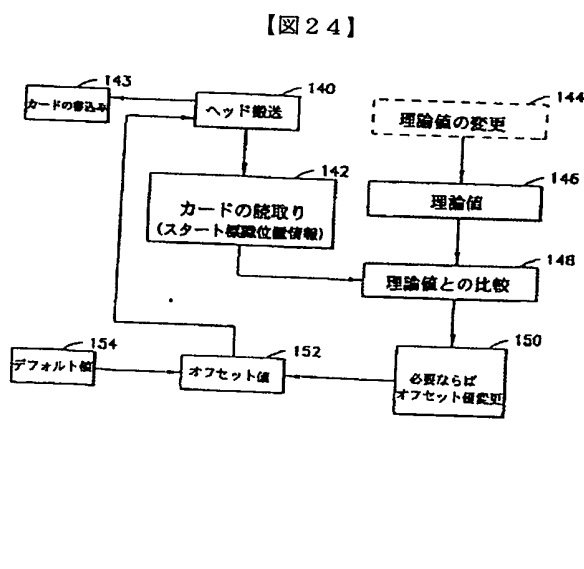 【図２４】
143
カードの書込み
140
ヘッド搬送
144
理論値の変更
142
カードの読取り
(スタート標識位置情報)
146
理論値
148
理論値との比較
150
必要ならば
オフセット値変更
152
オフセット値
154
デフォルト値